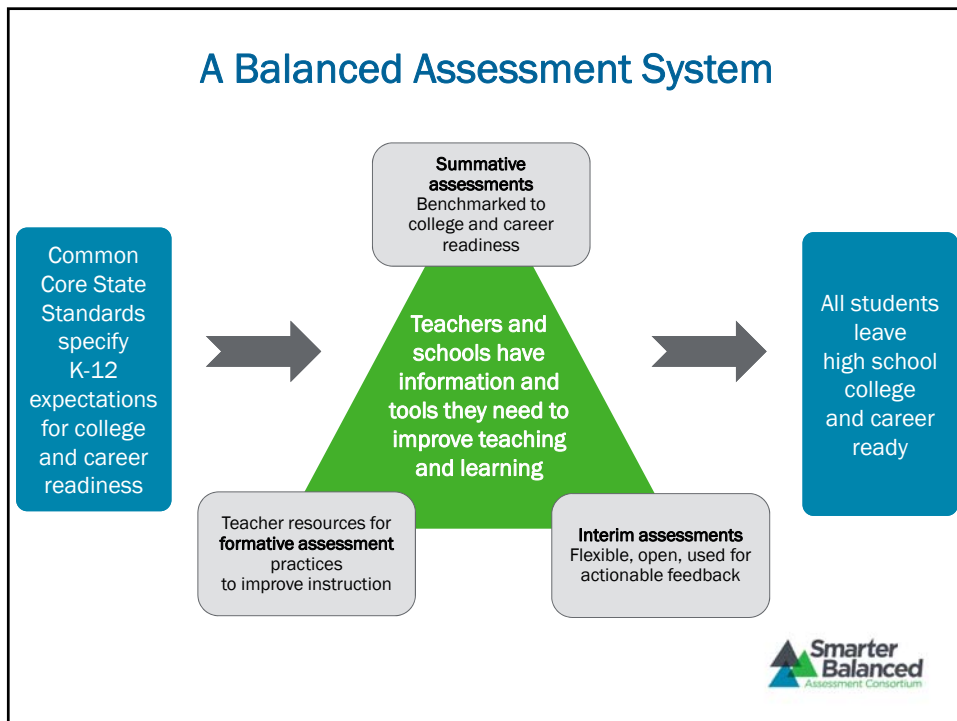 A Balanced Assessment System
Summative
assessments
Benchmarked to
college and career
readiness
Common
Core State
Standards
specify
K-12
expectations
for college
and career
readiness
Teachers and
schools have
information and
tools they need to
improve teaching
and learning
All students
leave
high school
college
and career
ready
Teacher resources for
formative assessment
practices
to improve instruction
Interim assessments
Flexible, open, used for
actionable feedback
Smarter
Balanced
Assessment Consortium